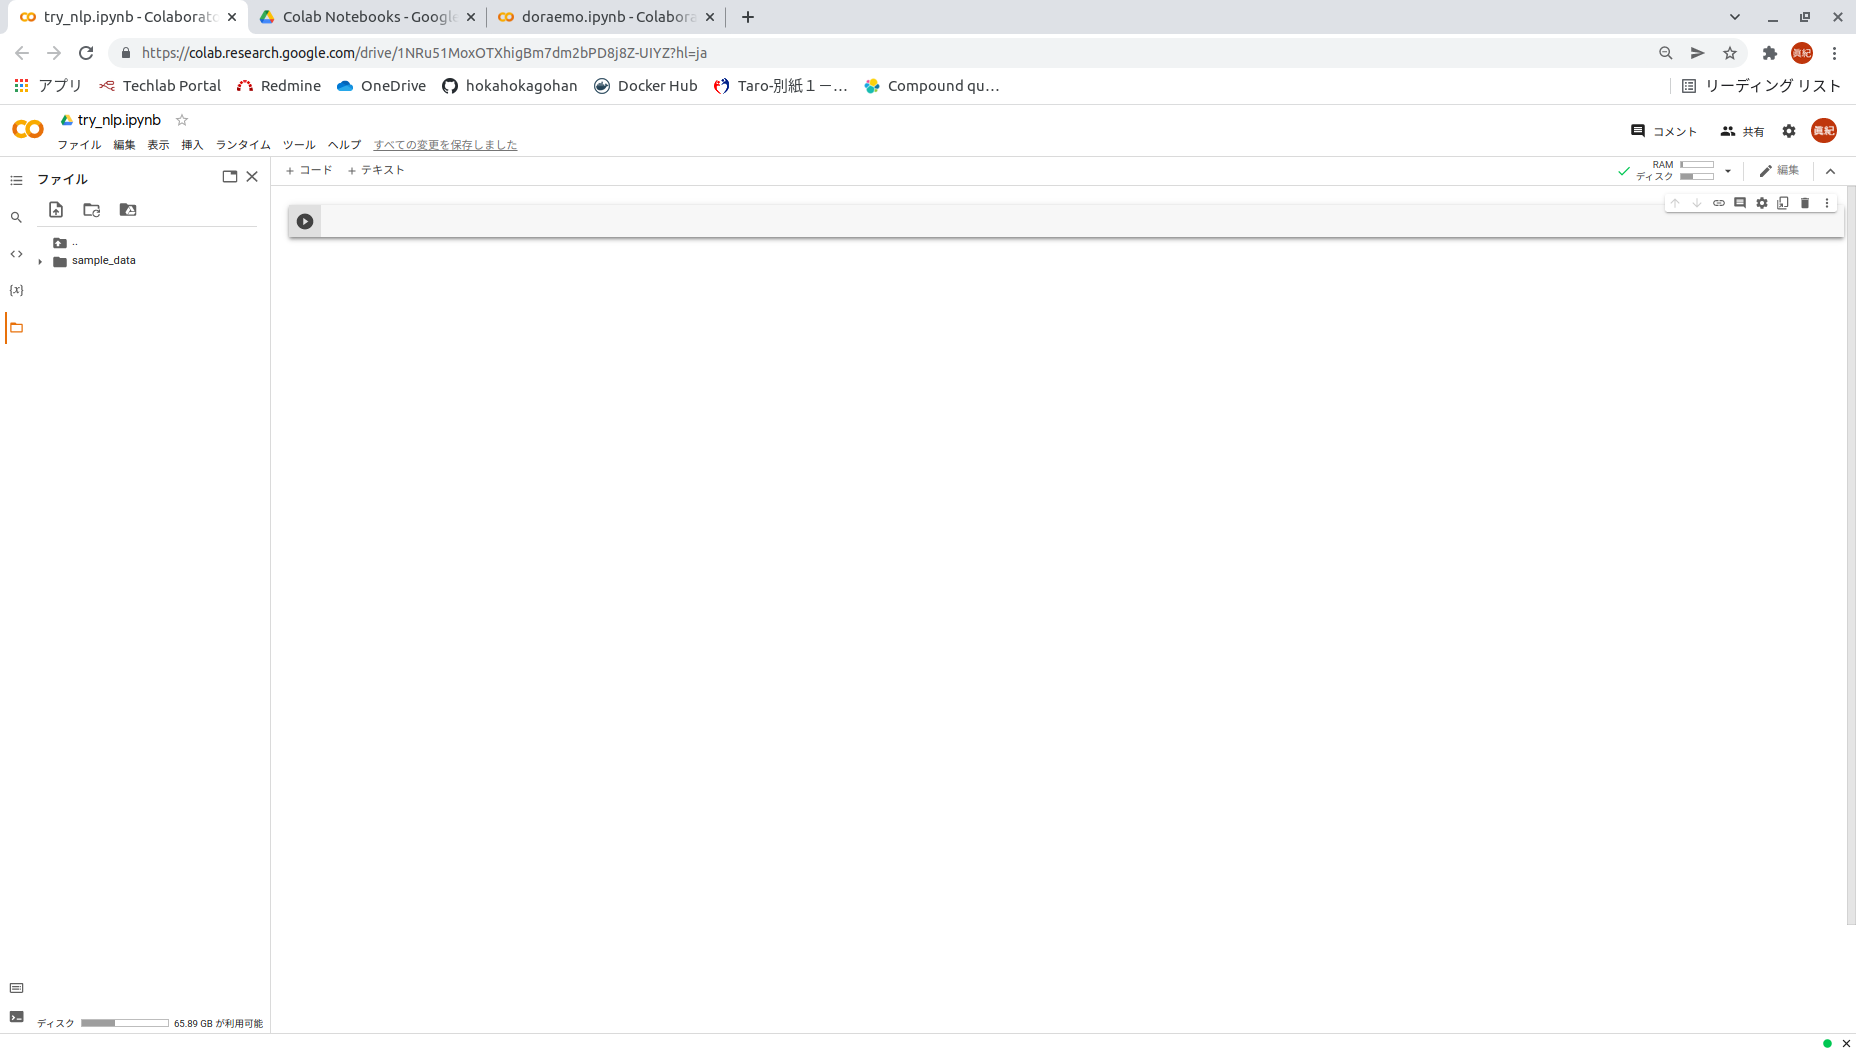 try_nlp.ipynb - Colaborato
Colab Notebooks - Google
doraemo.ipynb - Colabora
https://colab.research.google.com/drive/1NRu51MoxOTXhigBm7dm2bPD8j8Z-UIYZ?hl=ja
眞紀
アプリ
Techlab Portal
Redmine
OneDrive
hokahokagohan
Docker Hub
Taro-別紙１－...
Compound qu...
リーディング リスト
try_nlp.ipynb
ファイル 編集 表示 挿入 ランタイム ツール ヘルプ すべての変更を保存しました
コメント
共有
眞紀
ファイル
+ コード + テキスト
RAM
ディスク
編集
..
sample_data
{x}
ディスク
65.89 GB が利用可能